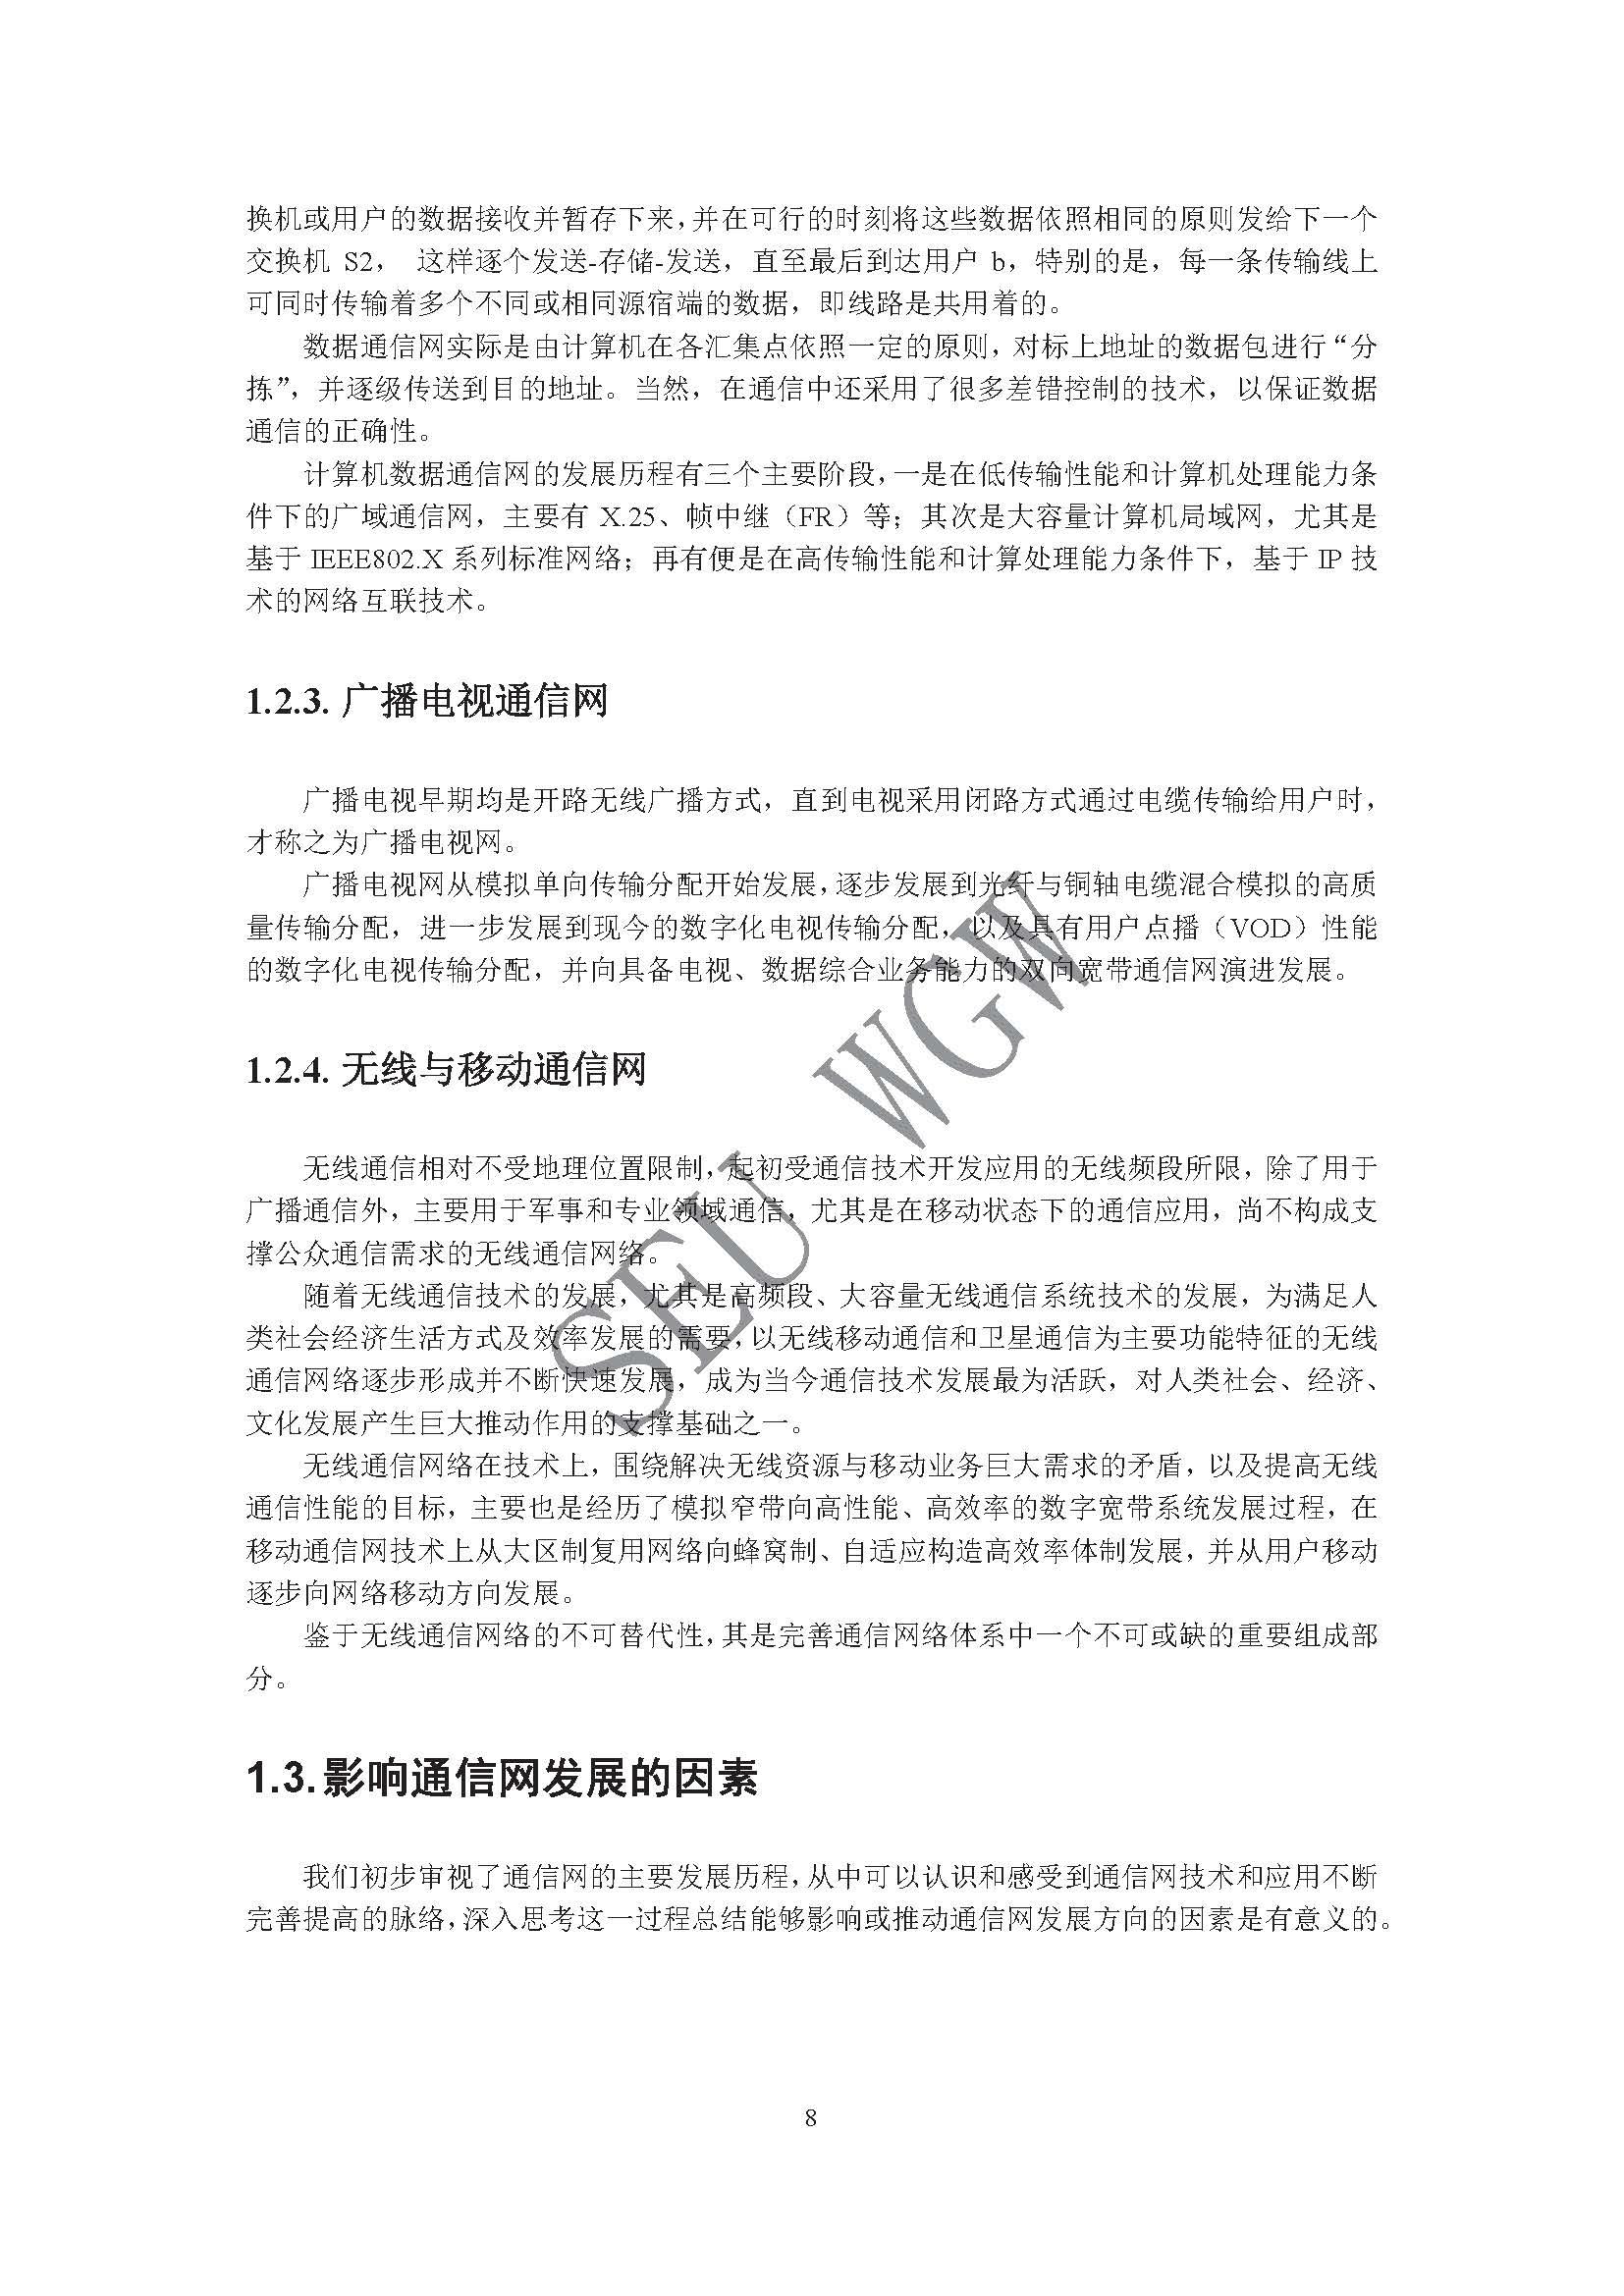 换机或用户的数据接收并暂存下来，并在可行的时刻将这些数据依照相同的原则发给下一个
交换机 S2， 这样逐个发送-存储-发送，直至最后到达用户 b，特别的是，每一条传输线上
可同时传输着多个不同或相同源宿端的数据，即线路是共用着的。
数据通信网实际是由计算机在各汇集点依照一定的原则，对标上地址的数据包进行“分
拣”，并逐级传送到目的地址。当然，在通信中还采用了很多差错控制的技术，以保证数据
通信的正确性。
计算机数据通信网的发展历程有三个主要阶段，一是在低传输性能和计算机处理能力条
件下的广域通信网，主要有 X.25、帧中继（FR）等；其次是大容量计算机局域网，尤其是
基于 IEEE802.X 系列标准网络；再有便是在高传输性能和计算处理能力条件下，基于 IP 技
术的网络互联技术。
1.2.3. 广播电视通信网
广播电视早期均是开路无线广播方式，直到电视采用闭路方式通过电缆传输给用户时，
才称之为广播电视网。
广播电视网从模拟单向传输分配开始发展，逐步发展到光纤与铜轴电缆混合模拟的高质
量传输分配，进一步发展到现今的数字化电视传输分配，以及具有用户点播（VOD）性能
的数字化电视传输分配，并向具备电视、数据综合业务能力的双向宽带通信网演进发展。
1.2.4. 无线与移动通信网
无线通信相对不受地理位置限制，起初受通信技术开发应用的无线频段所限，除了用于
广播通信外，主要用于军事和专业领域通信，尤其是在移动状态下的通信应用，尚不构成支
撑公众通信需求的无线通信网络。
随着无线通信技术的发展，尤其是高频段、大容量无线通信系统技术的发展，为满足人
类社会经济生活方式及效率发展的需要，以无线移动通信和卫星通信为主要功能特征的无线
通信网络逐步形成并不断快速发展，成为当今通信技术发展最为活跃，对人类社会、经济、
文化发展产生巨大推动作用的支撑基础之一。
无线通信网络在技术上，围绕解决无线资源与移动业务巨大需求的矛盾，以及提高无线
通信性能的目标，主要也是经历了模拟窄带向高性能、高效率的数字宽带系统发展过程，在
移动通信网技术上从大区制复用网络向蜂窝制、自适应构造高效率体制发展，并从用户移动
逐步向网络移动方向发展。
鉴于无线通信网络的不可替代性，其是完善通信网络体系中一个不可或缺的重要组成部
分。
1.3.影响通信网发展的因素
我们初步审视了通信网的主要发展历程，从中可以认识和感受到通信网技术和应用不断
完善提高的脉络，深入思考这一过程总结能够影响或推动通信网发展方向的因素是有意义的。
8
SEU WGW